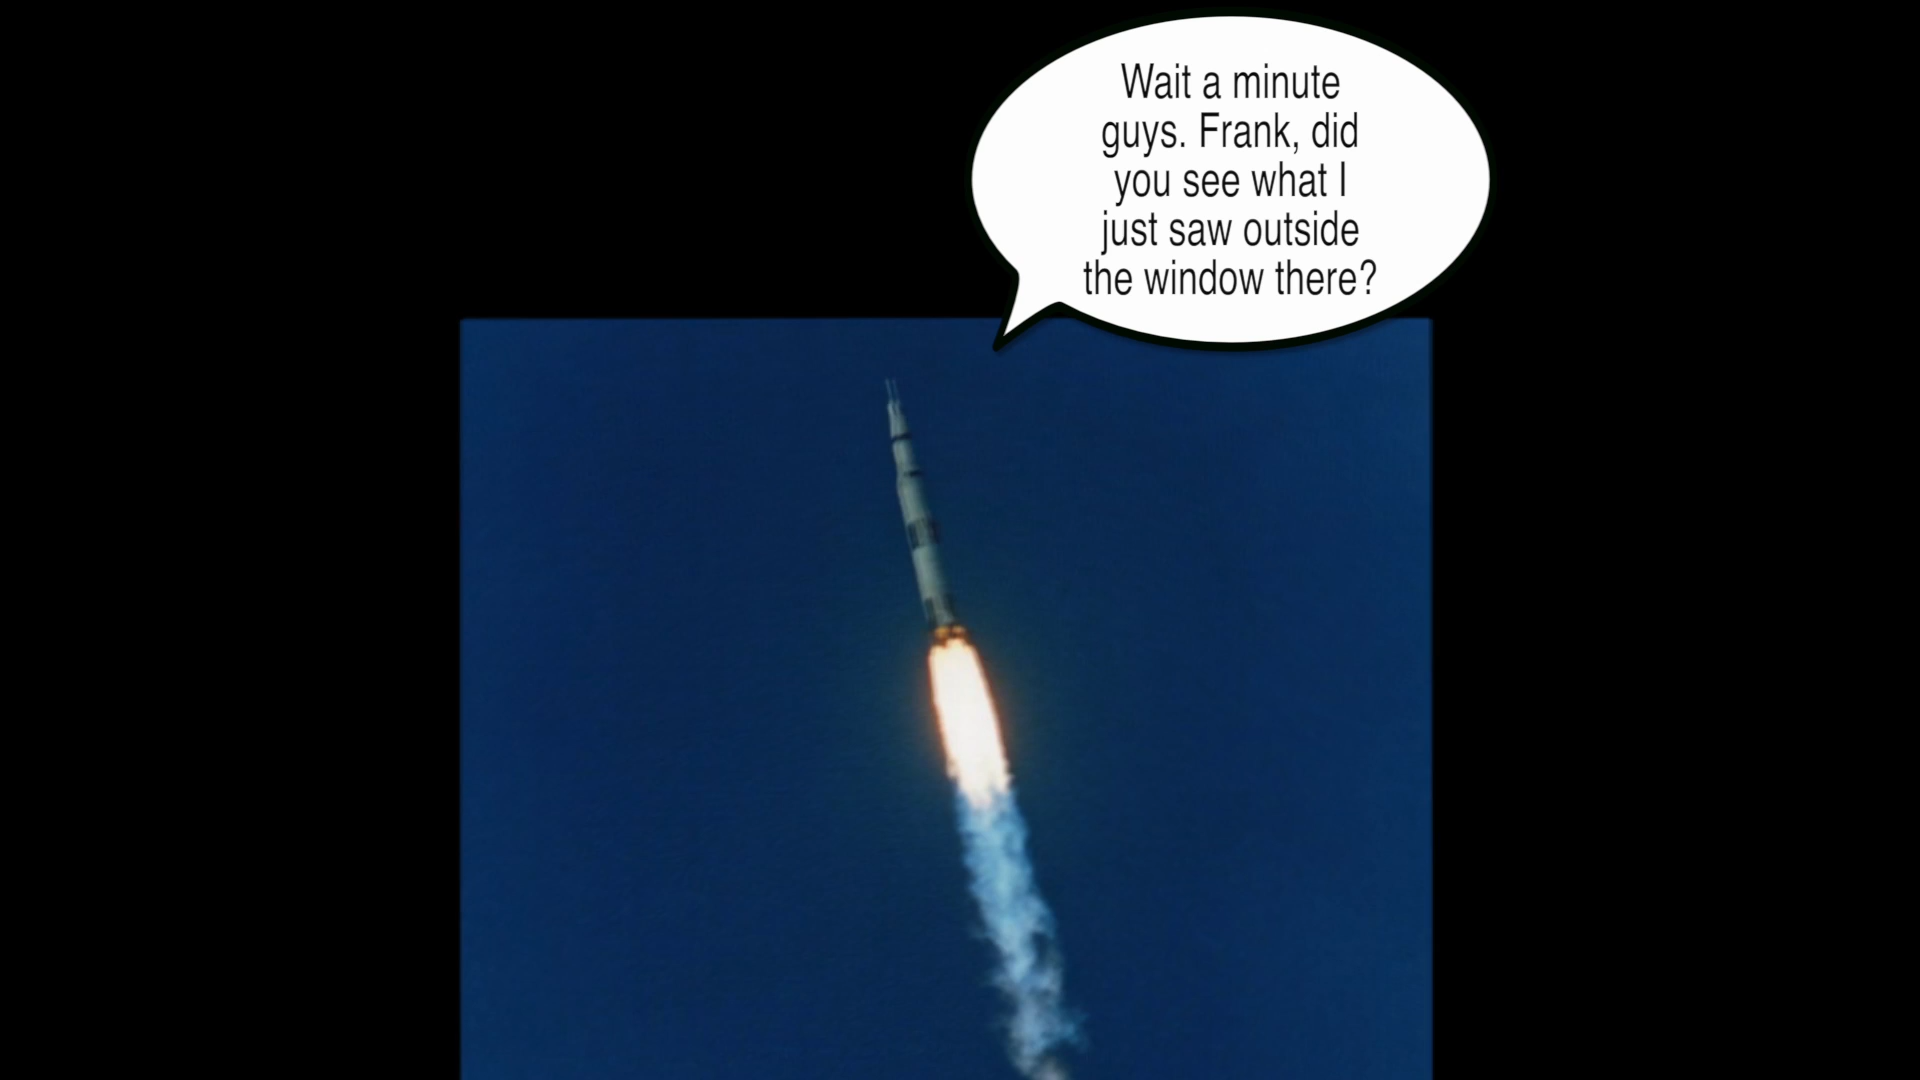 Wait a minute
guys. Frank, did
you see what I
just saw outside
the window there?